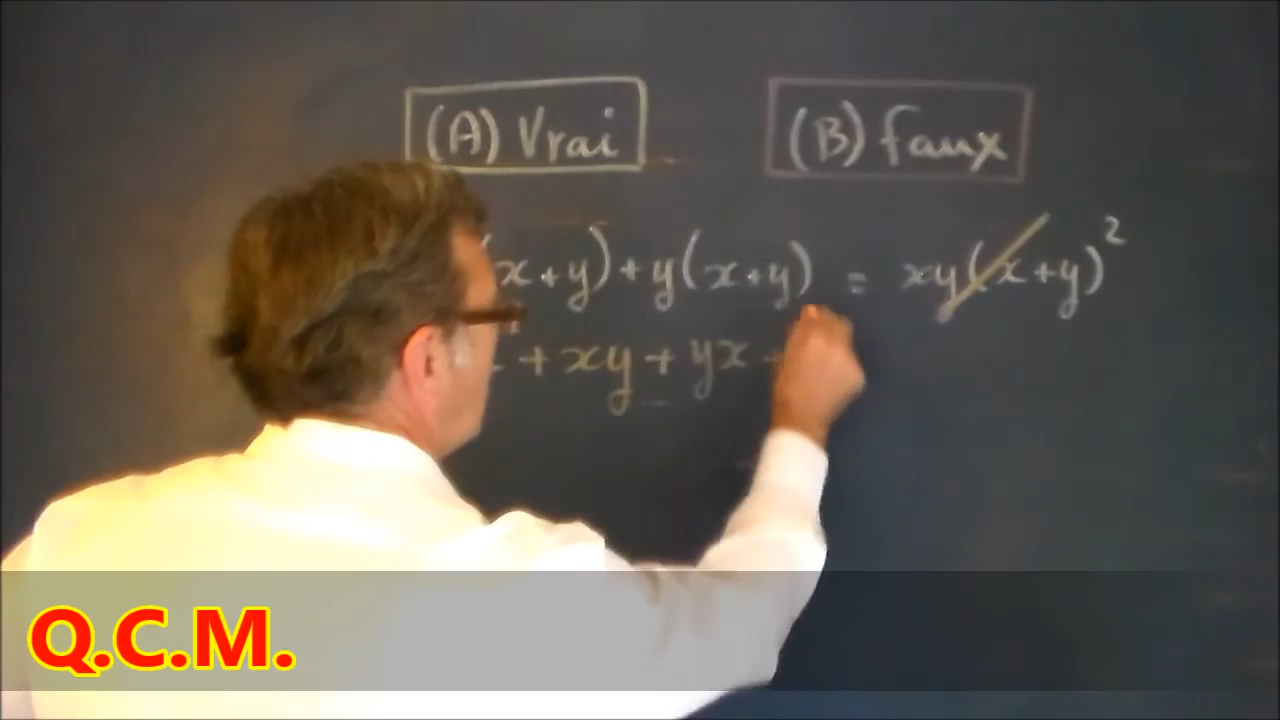 (A) Vrai (B) faux
(x+y)+y(x+y) = xy(x+y)²
+xy+yx+
Q.C.M.